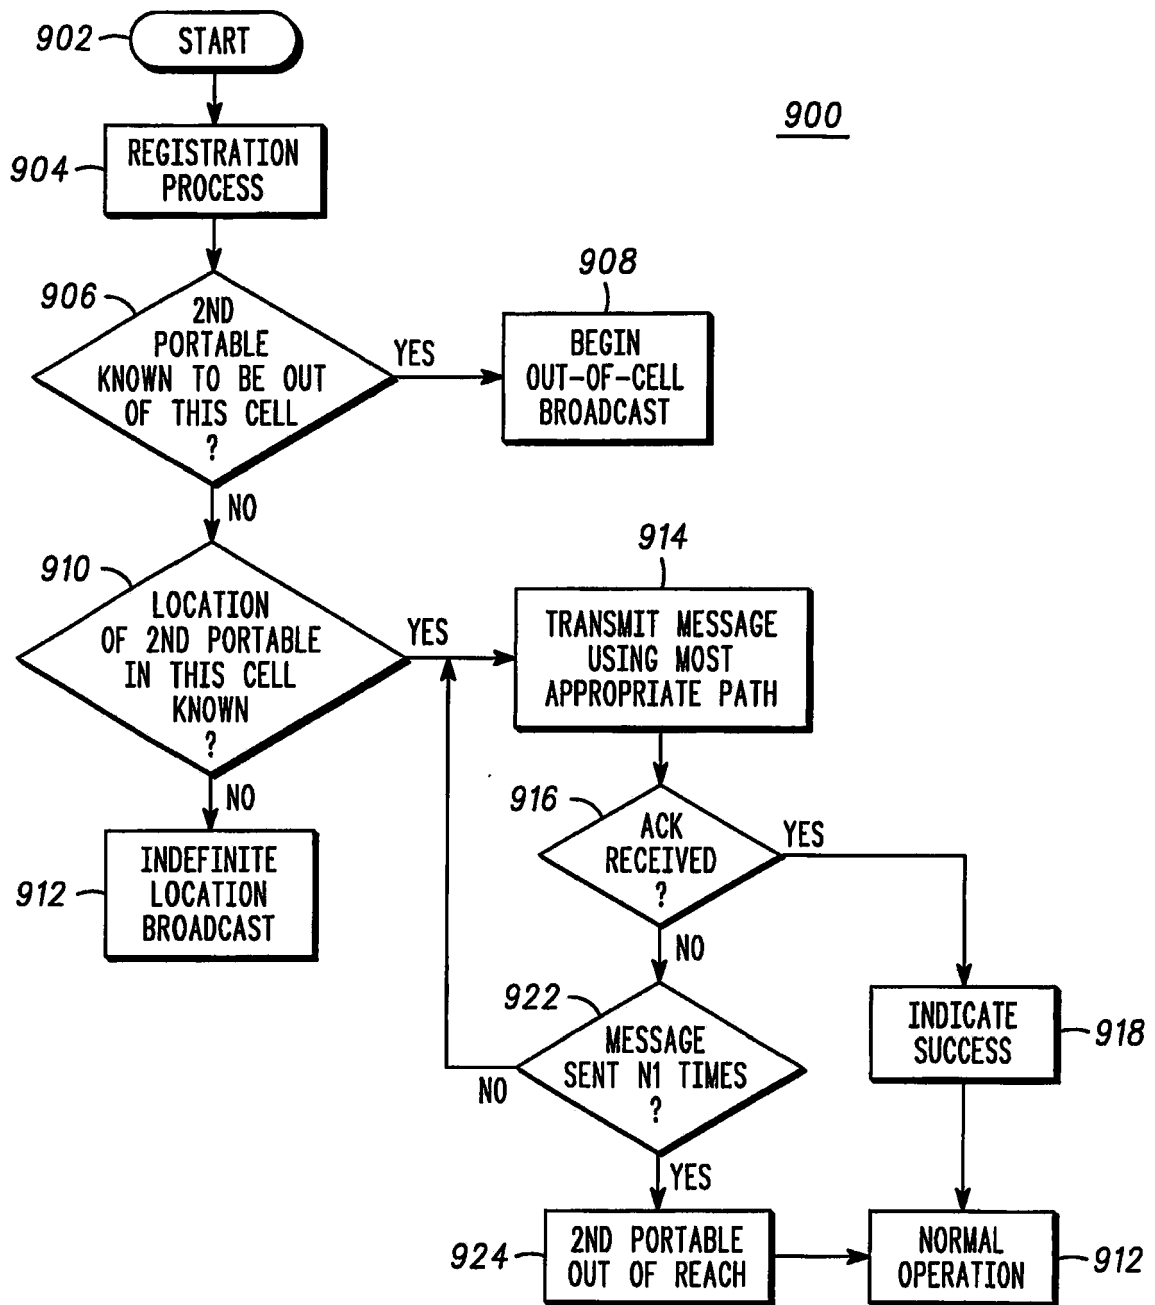 902
START
900
904
REGISTRATION
PROCESS
906
2ND
PORTABLE
KNOWN TO BE OUT
OF THIS CELL
?
YES
908
BEGIN
OUT-OF-CELL
BROADCAST
NO
910
LOCATION
OF 2ND PORTABLE
IN THIS CELL
KNOWN
?
YES
914
TRANSMIT MESSAGE
USING MOST
APPROPRIATE PATH
NO
912
INDEFINITE
LOCATION
BROADCAST
916
ACK
RECEIVED
?
YES
NO
922
MESSAGE
SENT N1 TIMES
?
NO
INDICATE
SUCCESS
918
YES
924
2ND PORTABLE
OUT OF REACH
NORMAL
OPERATION
912